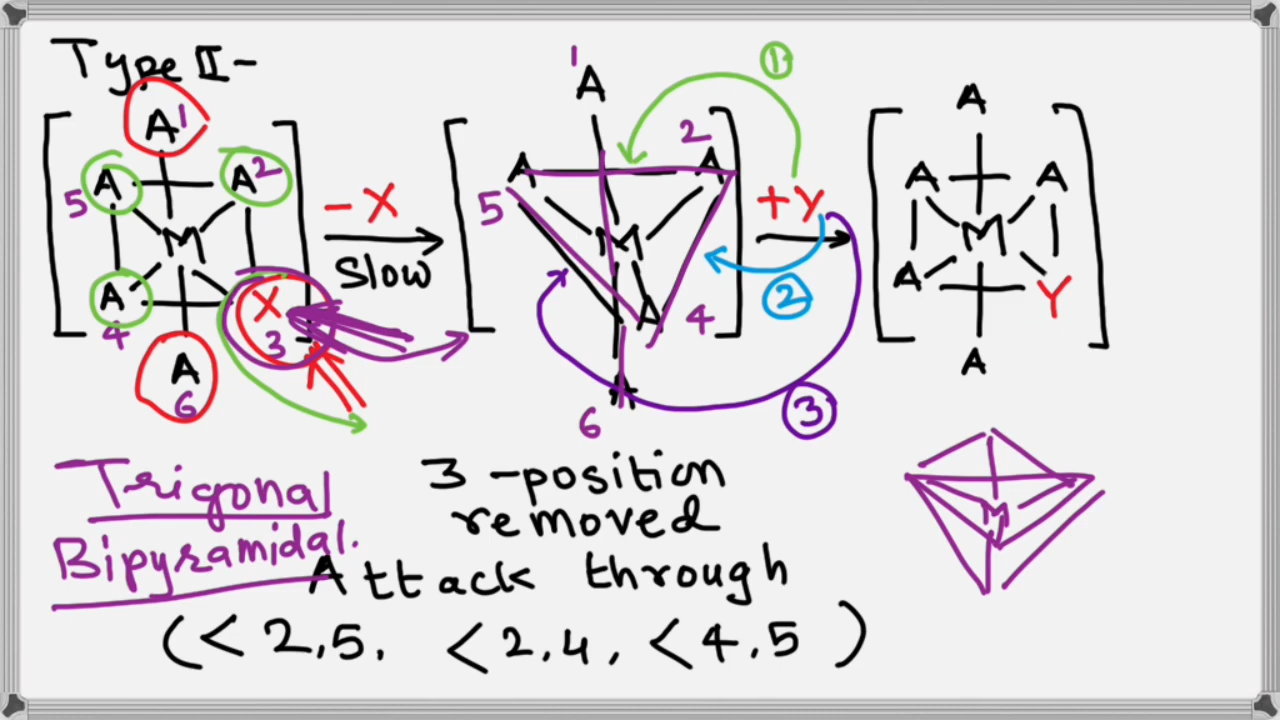 Type II-
A 1 1 A A
A A 2 A 2 A 1 +Y A A
5 M -X 5 M M
Slow 2
A X A 4 A Y
4 3
A A 3 A
6 6
Trigonal 3-position
removed M
Bipyramidal. Attack through
(<2,5, <2,4, <4,5)